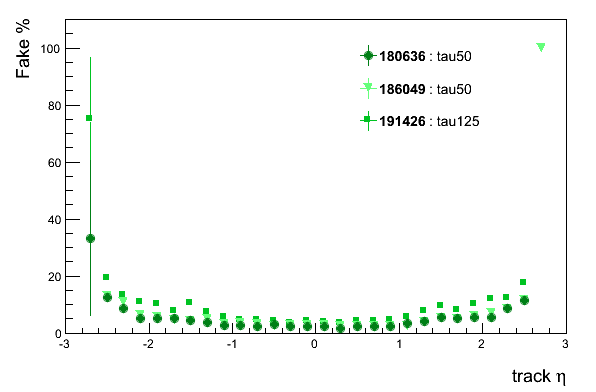 Fake %
100
80
60
40
20
0
180636 : tau50
186049 : tau50
191426 : tau125
-3 -2 -1 0 1 2 3
track η